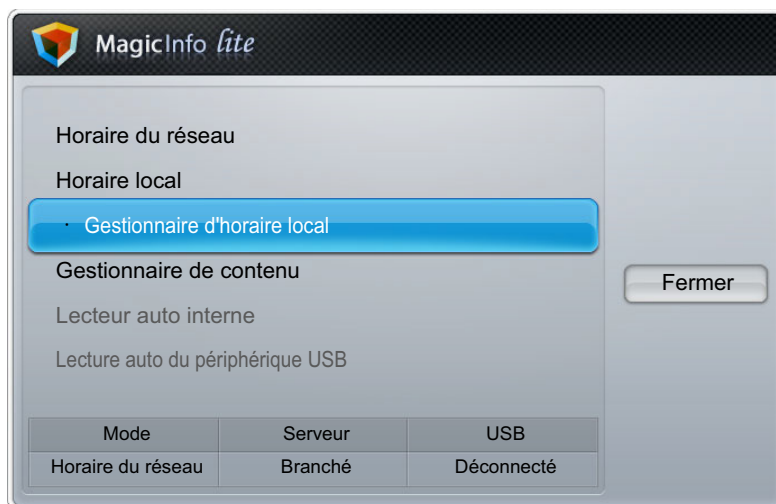 MagicInfo lite
Horaire du réseau
Horaire local
· Gestionnaire d'horaire local
Gestionnaire de contenu
Lecteur auto interne
Lecture auto du périphérique USB
Fermer
Mode Serveur USB
Horaire du réseau Branché Déconnecté